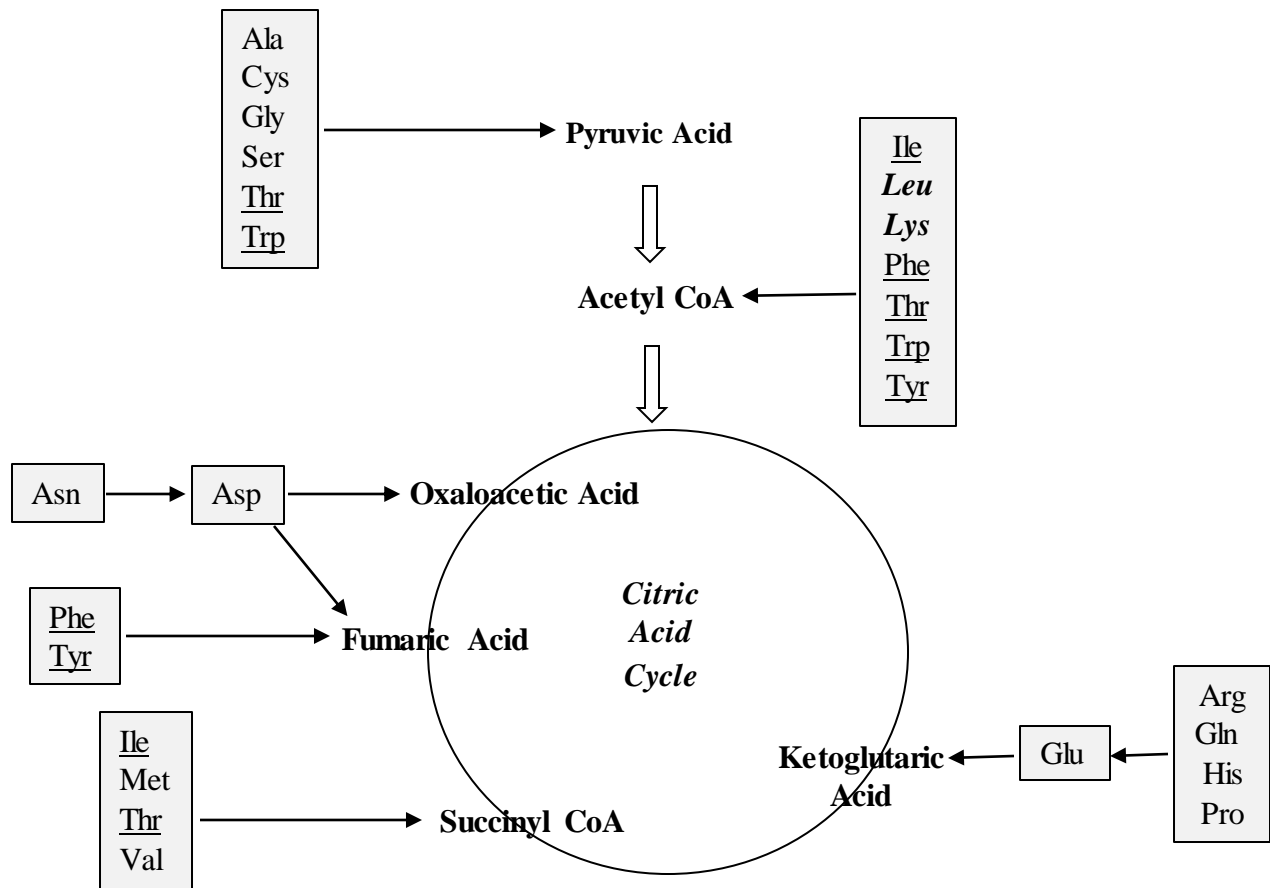 Ala
Cys
Gly
Ser
Thr
Trp
Pyruvic Acid
Ile
Leu
Lys
Phe
Thr
Trp
Tyr
Acetyl CoA
Asn
Asp
Oxaloacetic Acid
Citric
Acid
Cycle
Phe
Tyr
Fumaric Acid
Ile
Met
Thr
Val
Succinyl CoA
Ketoglutaric
Acid
Glu
Arg
Gln
His
Pro